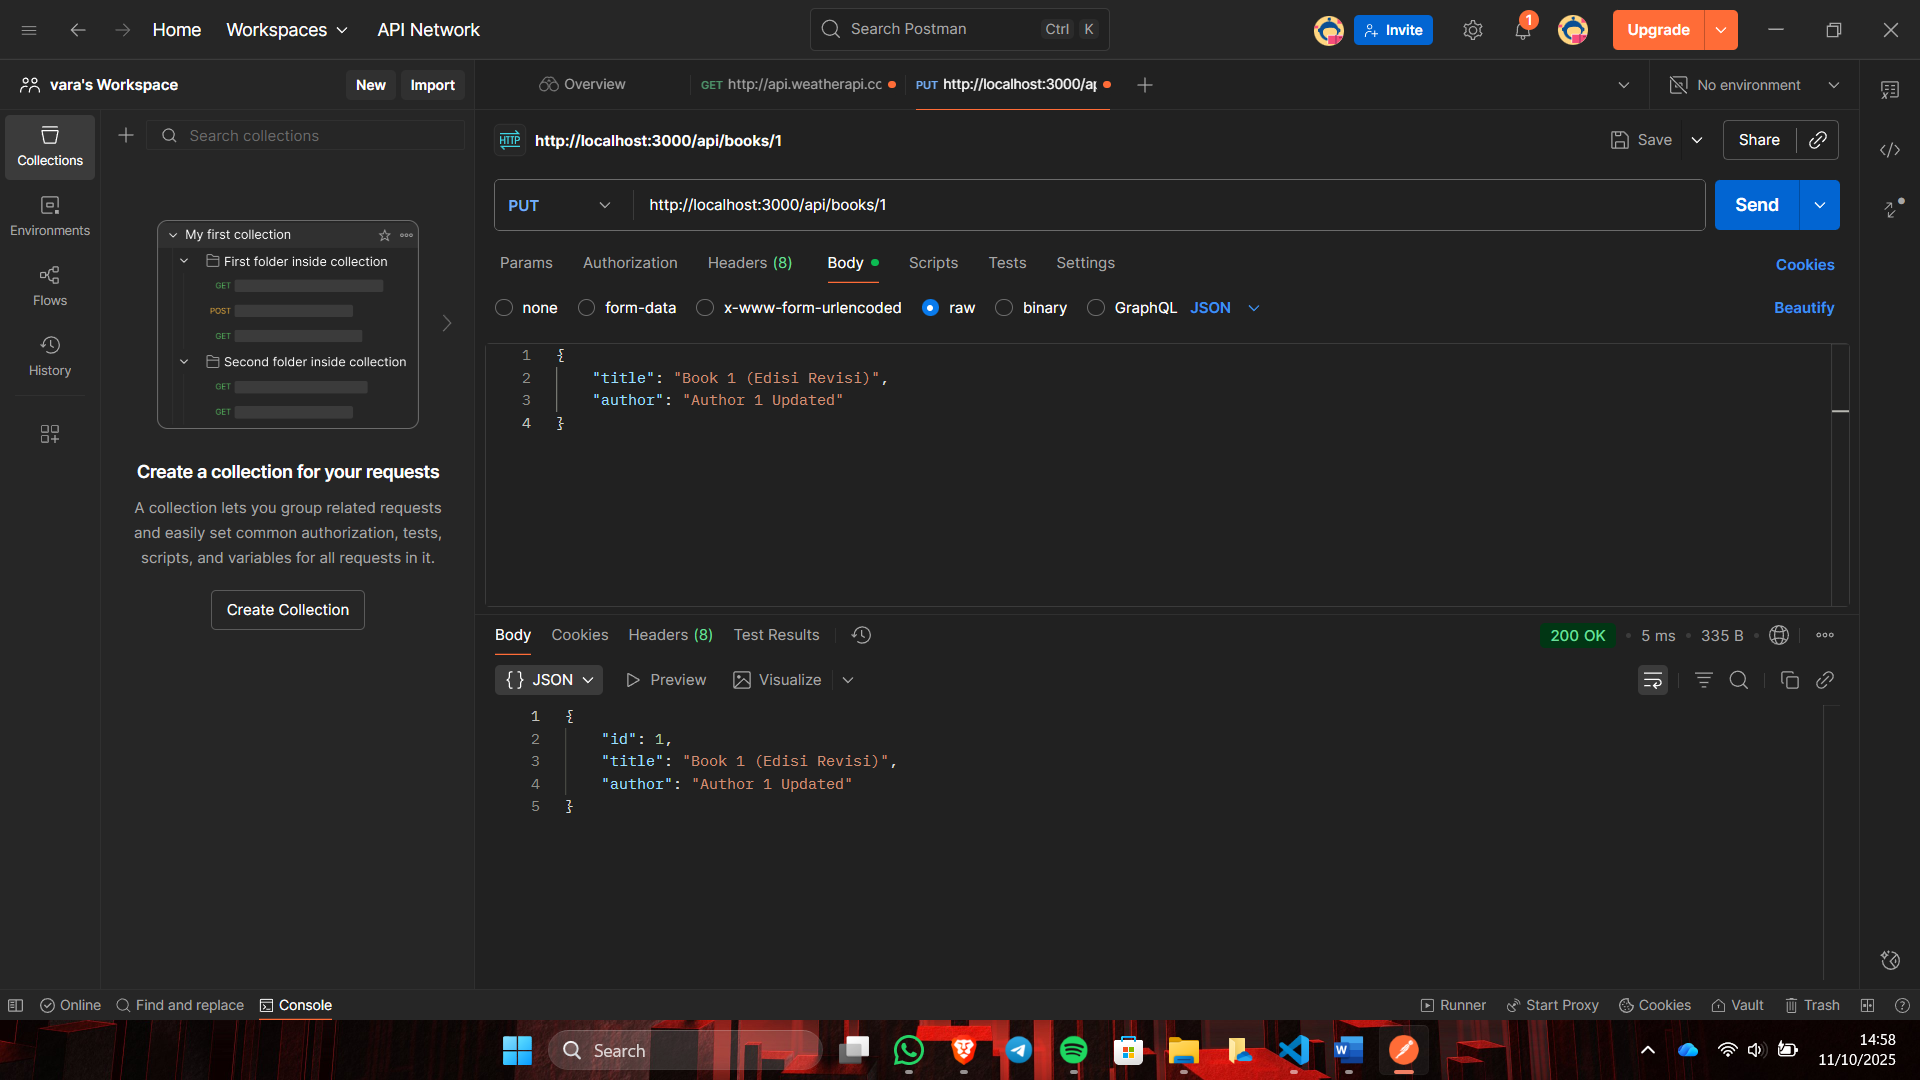 Home Workspaces API Network Search Postman Ctrl K Invite 1 Upgrade
vara's Workspace New Import Overview GET http://api.weatherapi.cc PUT http://localhost:3000/ap No environment
Collections
Environments
Flows
History
Search collections
My first collection
First folder inside collection
GET
POST
GET
Second folder inside collection
GET
GET
Create a collection for your requests
A collection lets you group related requests
and easily set common authorization, tests,
scripts, and variables for all requests in it.
Create Collection
HTTP http://localhost:3000/api/books/1 Save Share
PUT http://localhost:3000/api/books/1 Send
Params Authorization Headers (8) Body Scripts Tests Settings Cookies
none form-data x-www-form-urlencoded raw binary GraphQL JSON Beautify
1 {
2 "title": "Book 1 (Edisi Revisi)",
3 "author": "Author 1 Updated"
4 }
Body Cookies Headers (8) Test Results 200 OK 5 ms 335 B
{} JSON Preview Visualize
1 {
2 "id": 1,
3 "title": "Book 1 (Edisi Revisi)",
4 "author": "Author 1 Updated"
5 }
Online Find and replace Console Runner Start Proxy Cookies Vault Trash
Search 14:58
11/10/2025